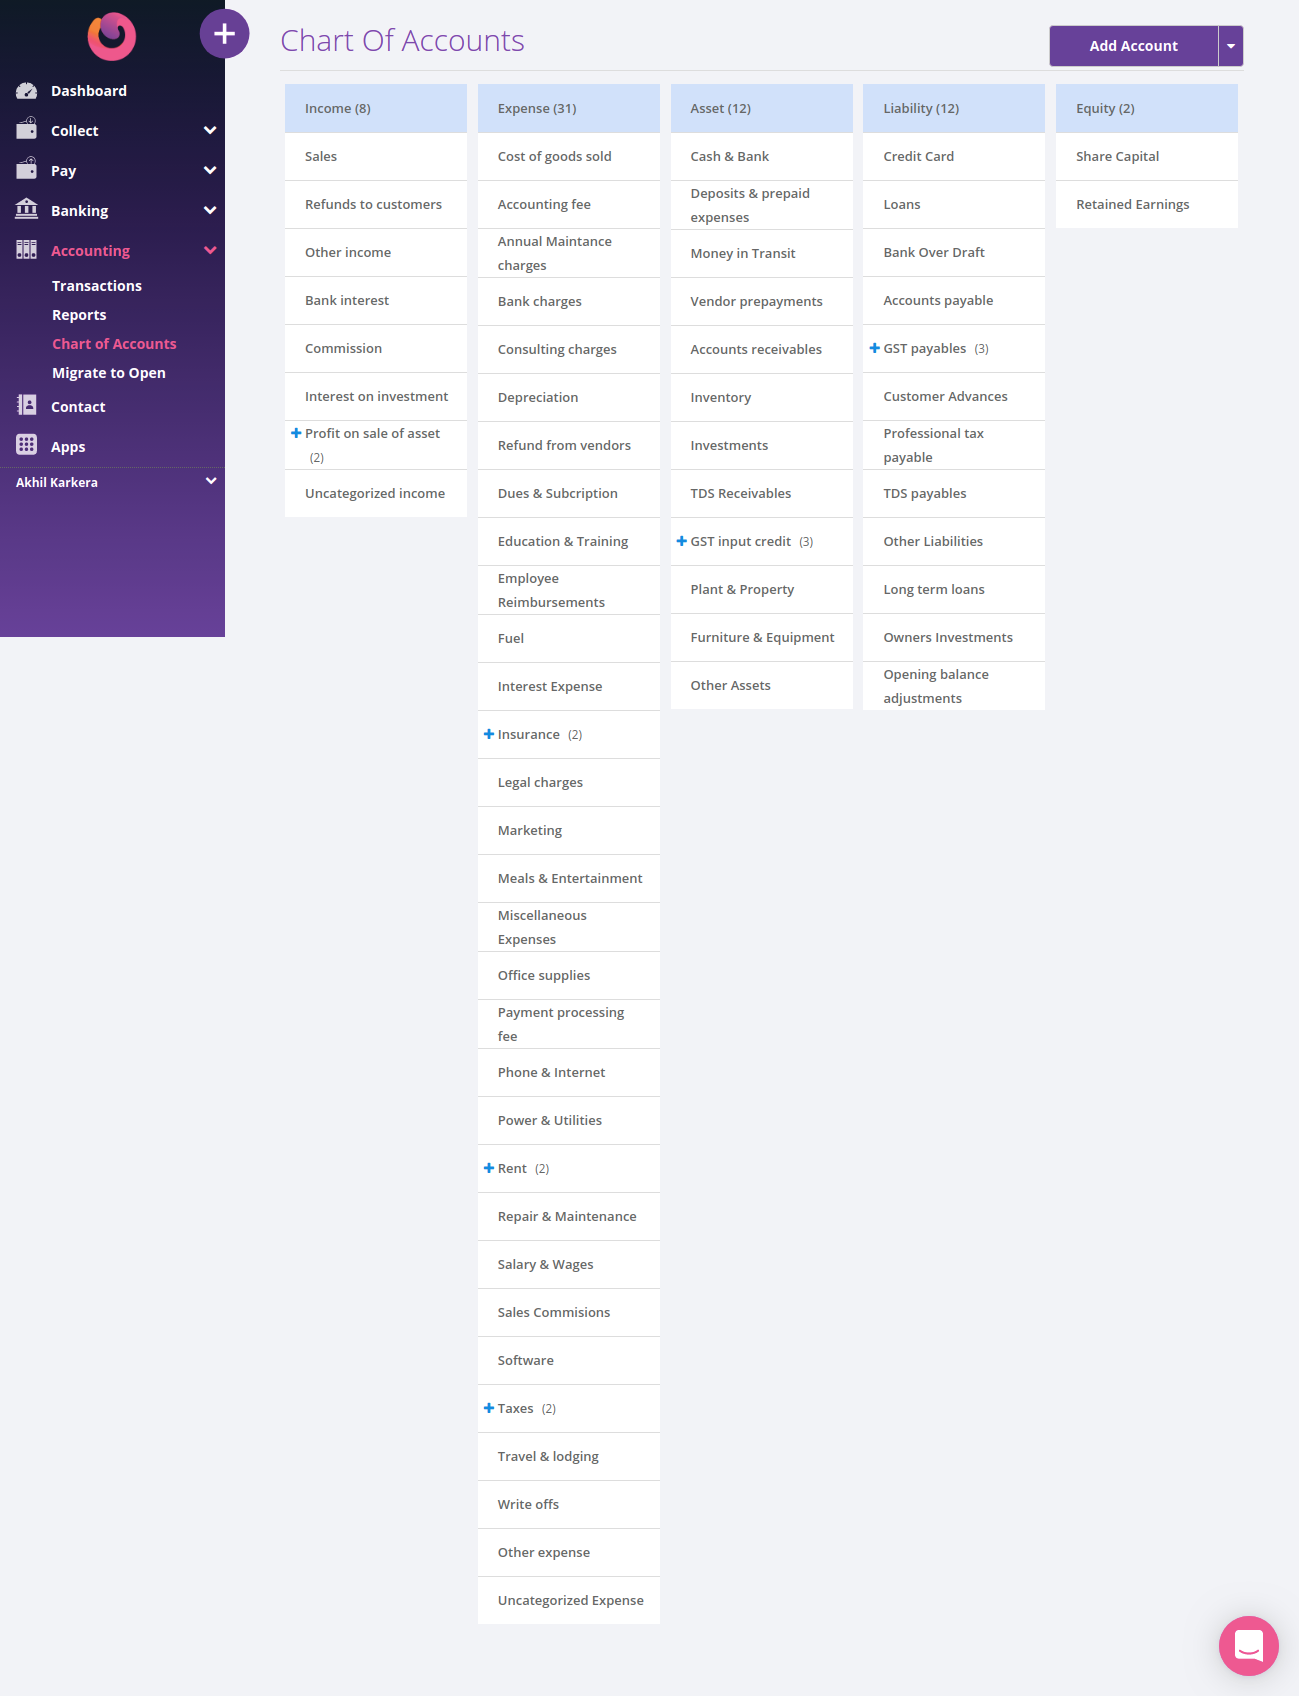 Dashboard
Collect
Pay
Banking
Accounting
Transactions
Reports
Chart of Accounts
Migrate to Open
Contact
Apps
Akhil Karkera
Chart Of Accounts
Add Account
Income (8)
Sales
Refunds to customers
Other income
Bank interest
Commission
Interest on investment
Profit on sale of asset
(2)
Uncategorized income
Expense (31)
Cost of goods sold
Accounting fee
Annual Maintance
charges
Bank charges
Consulting charges
Depreciation
Refund from vendors
Dues & Subcription
Education & Training
Employee
Reimbursements
Fuel
Interest Expense
Insurance (2)
Legal charges
Marketing
Meals & Entertainment
Miscellaneous
Expenses
Office supplies
Payment processing
fee
Phone & Internet
Power & Utilities
Rent (2)
Repair & Maintenance
Salary & Wages
Sales Commisions
Software
Taxes (2)
Travel & lodging
Write offs
Other expense
Uncategorized Expense
Asset (12)
Cash & Bank
Deposits & prepaid
expenses
Money in Transit
Vendor prepayments
Accounts receivables
Inventory
Investments
TDS Receivables
GST input credit (3)
Plant & Property
Furniture & Equipment
Other Assets
Liability (12)
Credit Card
Loans
Bank Over Draft
Accounts payable
GST payables (3)
Customer Advances
Professional tax
payable
TDS payables
Other Liabilities
Long term loans
Owners Investments
Opening balance
adjustments
Equity (2)
Share Capital
Retained Earnings